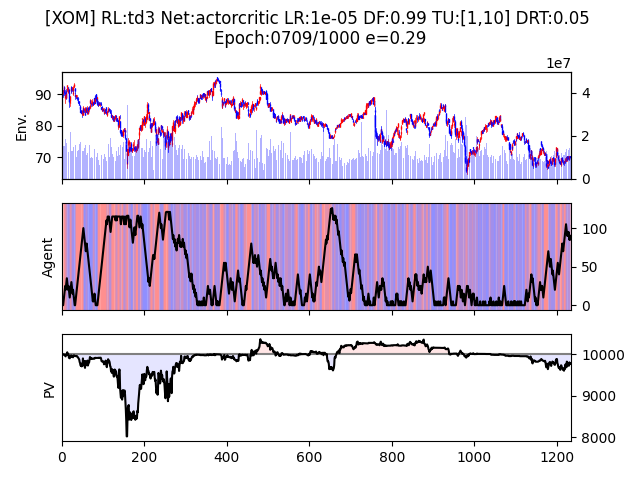 [XOM] RL:td3 Net:actorcritic LR:1e-05 DF:0.99 TU:[1,10] DRT:0.05
Epoch:0709/1000 e=0.29
1e7
90
80
70
Env.
4
2
0
Agent
100
50
0
PV
10000
9000
8000
0 200 400 600 800 1000 1200